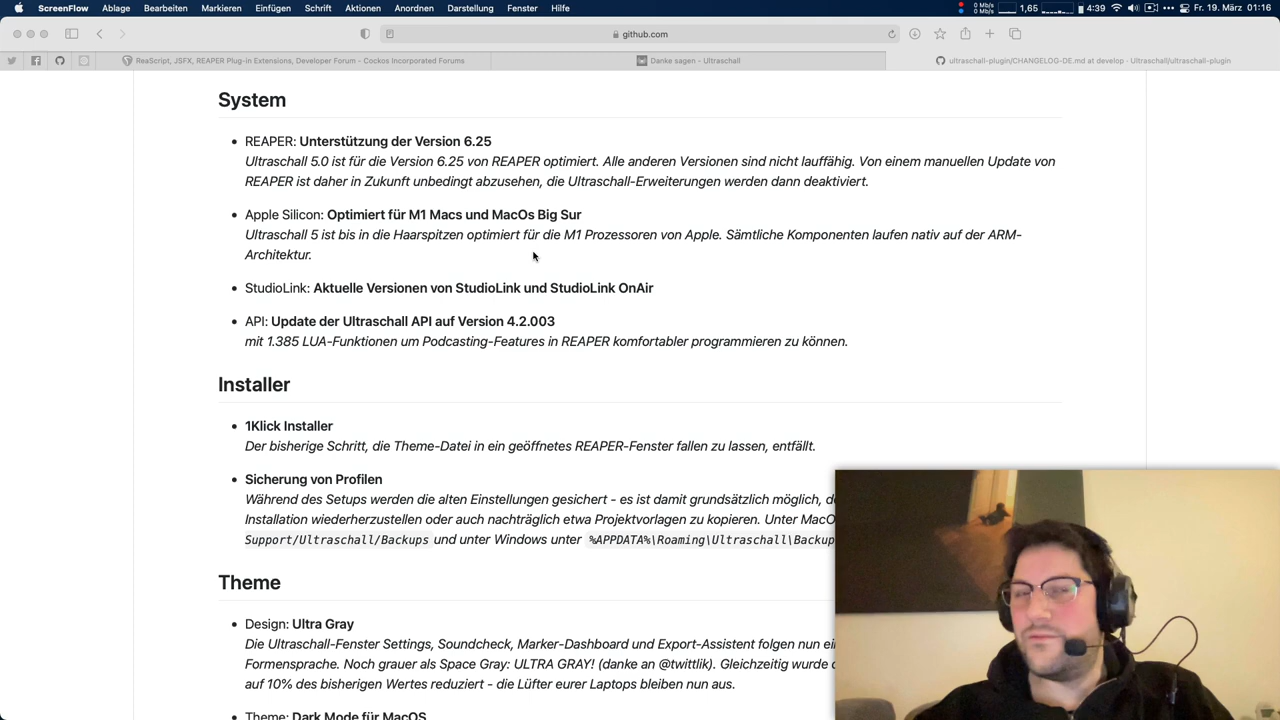 ScreenFlow Ablage Bearbeiten Markieren Einfügen Schrift Aktionen Anordnen Darstellung Fenster Hilfe 0 Mb/s 0 Mb/s 1,65 4:39 Fr. 19. März 01:16
github.com
ReaScript, JSFX, REAPER Plug-in Extensions, Developer Forum - Cockos Incorporated Forums Danke sagen - Ultraschall ultraschall-plugin/CHANGELOG-DE.md at develop · Ultraschall/ultraschall-plugin
System
REAPER: Unterstützung der Version 6.25
Ultraschall 5.0 ist für die Version 6.25 von REAPER optimiert. Alle anderen Versionen sind nicht lauffähig. Von einem manuellen Update von
REAPER ist daher in Zukunft unbedingt abzusehen, die Ultraschall-Erweiterungen werden dann deaktiviert.
Apple Silicon: Optimiert für M1 Macs und MacOs Big Sur
Ultraschall 5 ist bis in die Haarspitzen optimiert für die M1 Prozessoren von Apple. Sämtliche Komponenten laufen nativ auf der ARM-
Architektur.
StudioLink: Aktuelle Versionen von StudioLink und StudioLink OnAir
API: Update der Ultraschall API auf Version 4.2.003
mit 1.385 LUA-Funktionen um Podcasting-Features in REAPER komfortabler programmieren zu können.
Installer
1Klick Installer
Der bisherige Schritt, die Theme-Datei in ein geöffnetes REAPER-Fenster fallen zu lassen, entfällt.
Sicherung von Profilen
Während des Setups werden die alten Einstellungen gesichert - es ist damit grundsätzlich möglich,
Installation wiederherzustellen oder auch nachträglich etwa Projektvorlagen zu kopieren. Unter MacO
Support/Ultraschall/Backups und unter Windows unter %APPDATA%\Roaming\Ultraschall\Backup
Theme
Design: Ultra Gray
Die Ultraschall-Fenster Settings, Soundcheck, Marker-Dashboard und Export-Assistent folgen nun
Formensprache. Noch grauer als Space Gray: ULTRA GRAY! (danke an @twittlik). Gleichzeitig wurde
auf 10% des bisherigen Wertes reduziert - die Lüfter eurer Laptops bleiben nun aus.
Theme: Dark Mode für MacOS